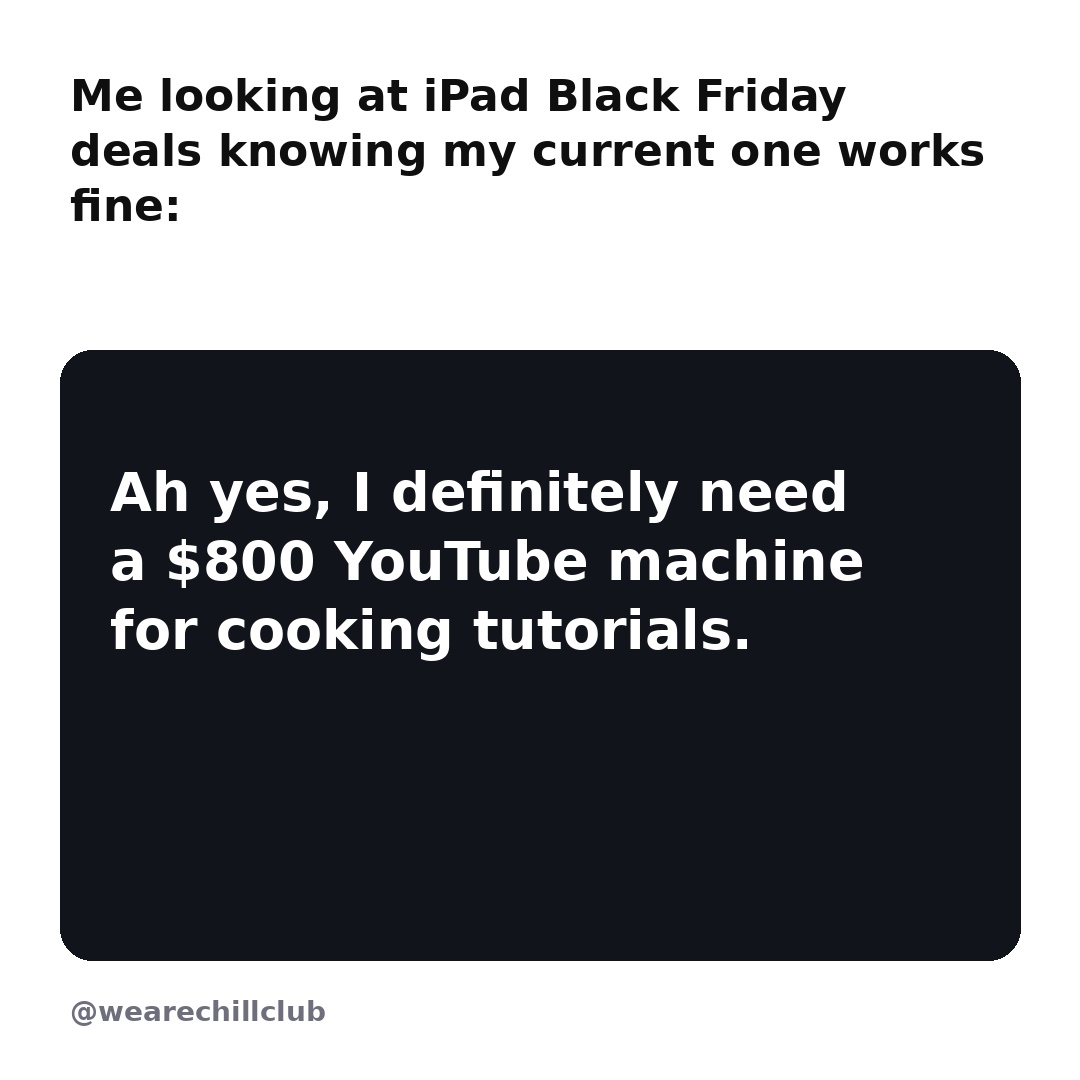 Me looking at iPad Black Friday
deals knowing my current one works
fine:
Ah yes, I definitely need
a $800 YouTube machine
for cooking tutorials.
@wearechillclub